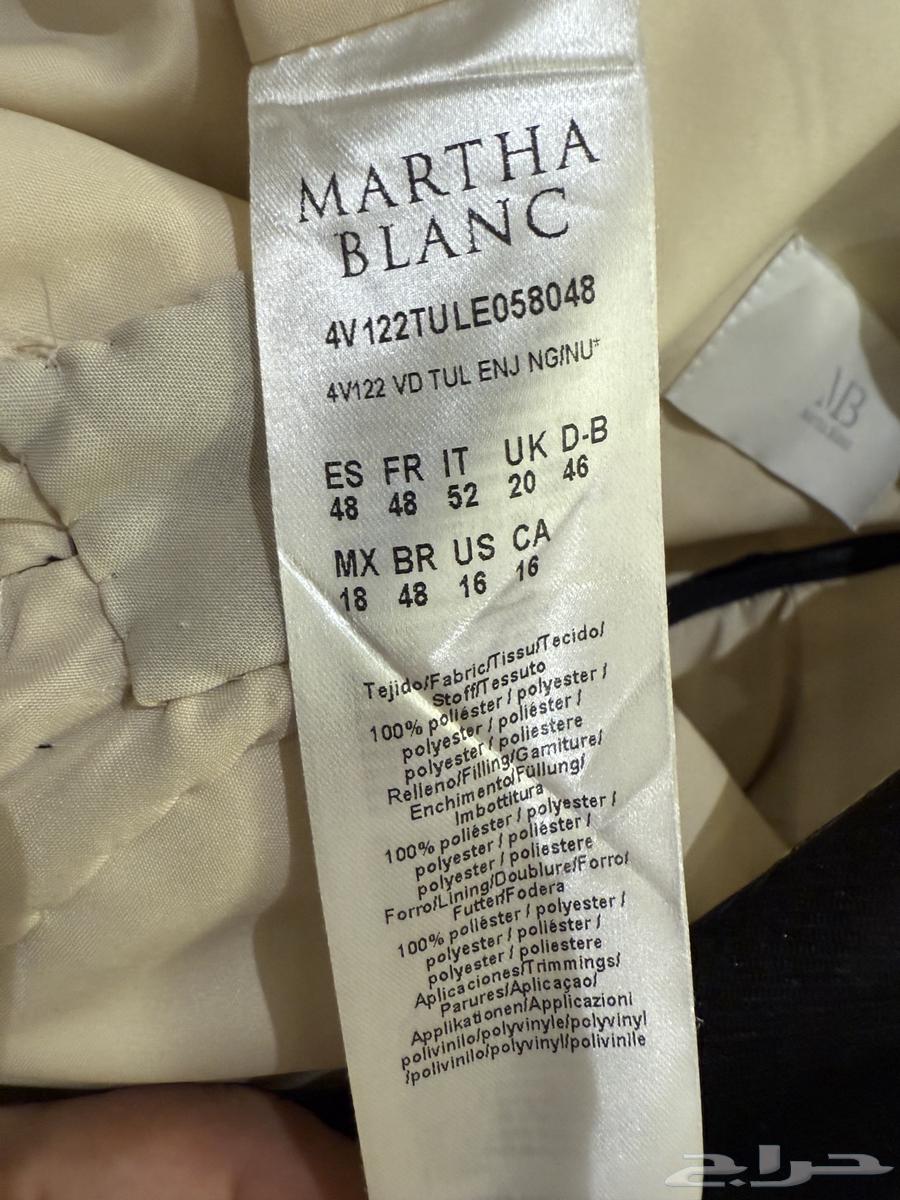 MARTHA
BLANC
4V122TULE058048
4V122 VD TUL ENJ NG/NU*
ES FR IT UK D-B
48 48 52 20 46
MX BR US CA
18 48 16 16
Tejido/Fabric/Tissu/Tecido/
Stoff/Tessuto
100% poliéster / polyester /
polyester / poliéster /
polyester / poliestere
Relleno/Filling/Garniture/
Enchimento/Füllung/
Imbottitura
100% poliéster / polyester /
polyester / poliéster /
polyester / poliestere
Forro/Lining/Doublure/Forro/
Futter/Fodera
100% poliéster / polyester /
polyester / poliéster /
polyester / poliestere
Aplicaciones/Trimmings/
Parures/Aplicaçao/
Applikationen/Applicazioni
polivinilo/polyvinyle/polyvinyl
/polivinilo/polyvinyl/polivinile
MB
حراج